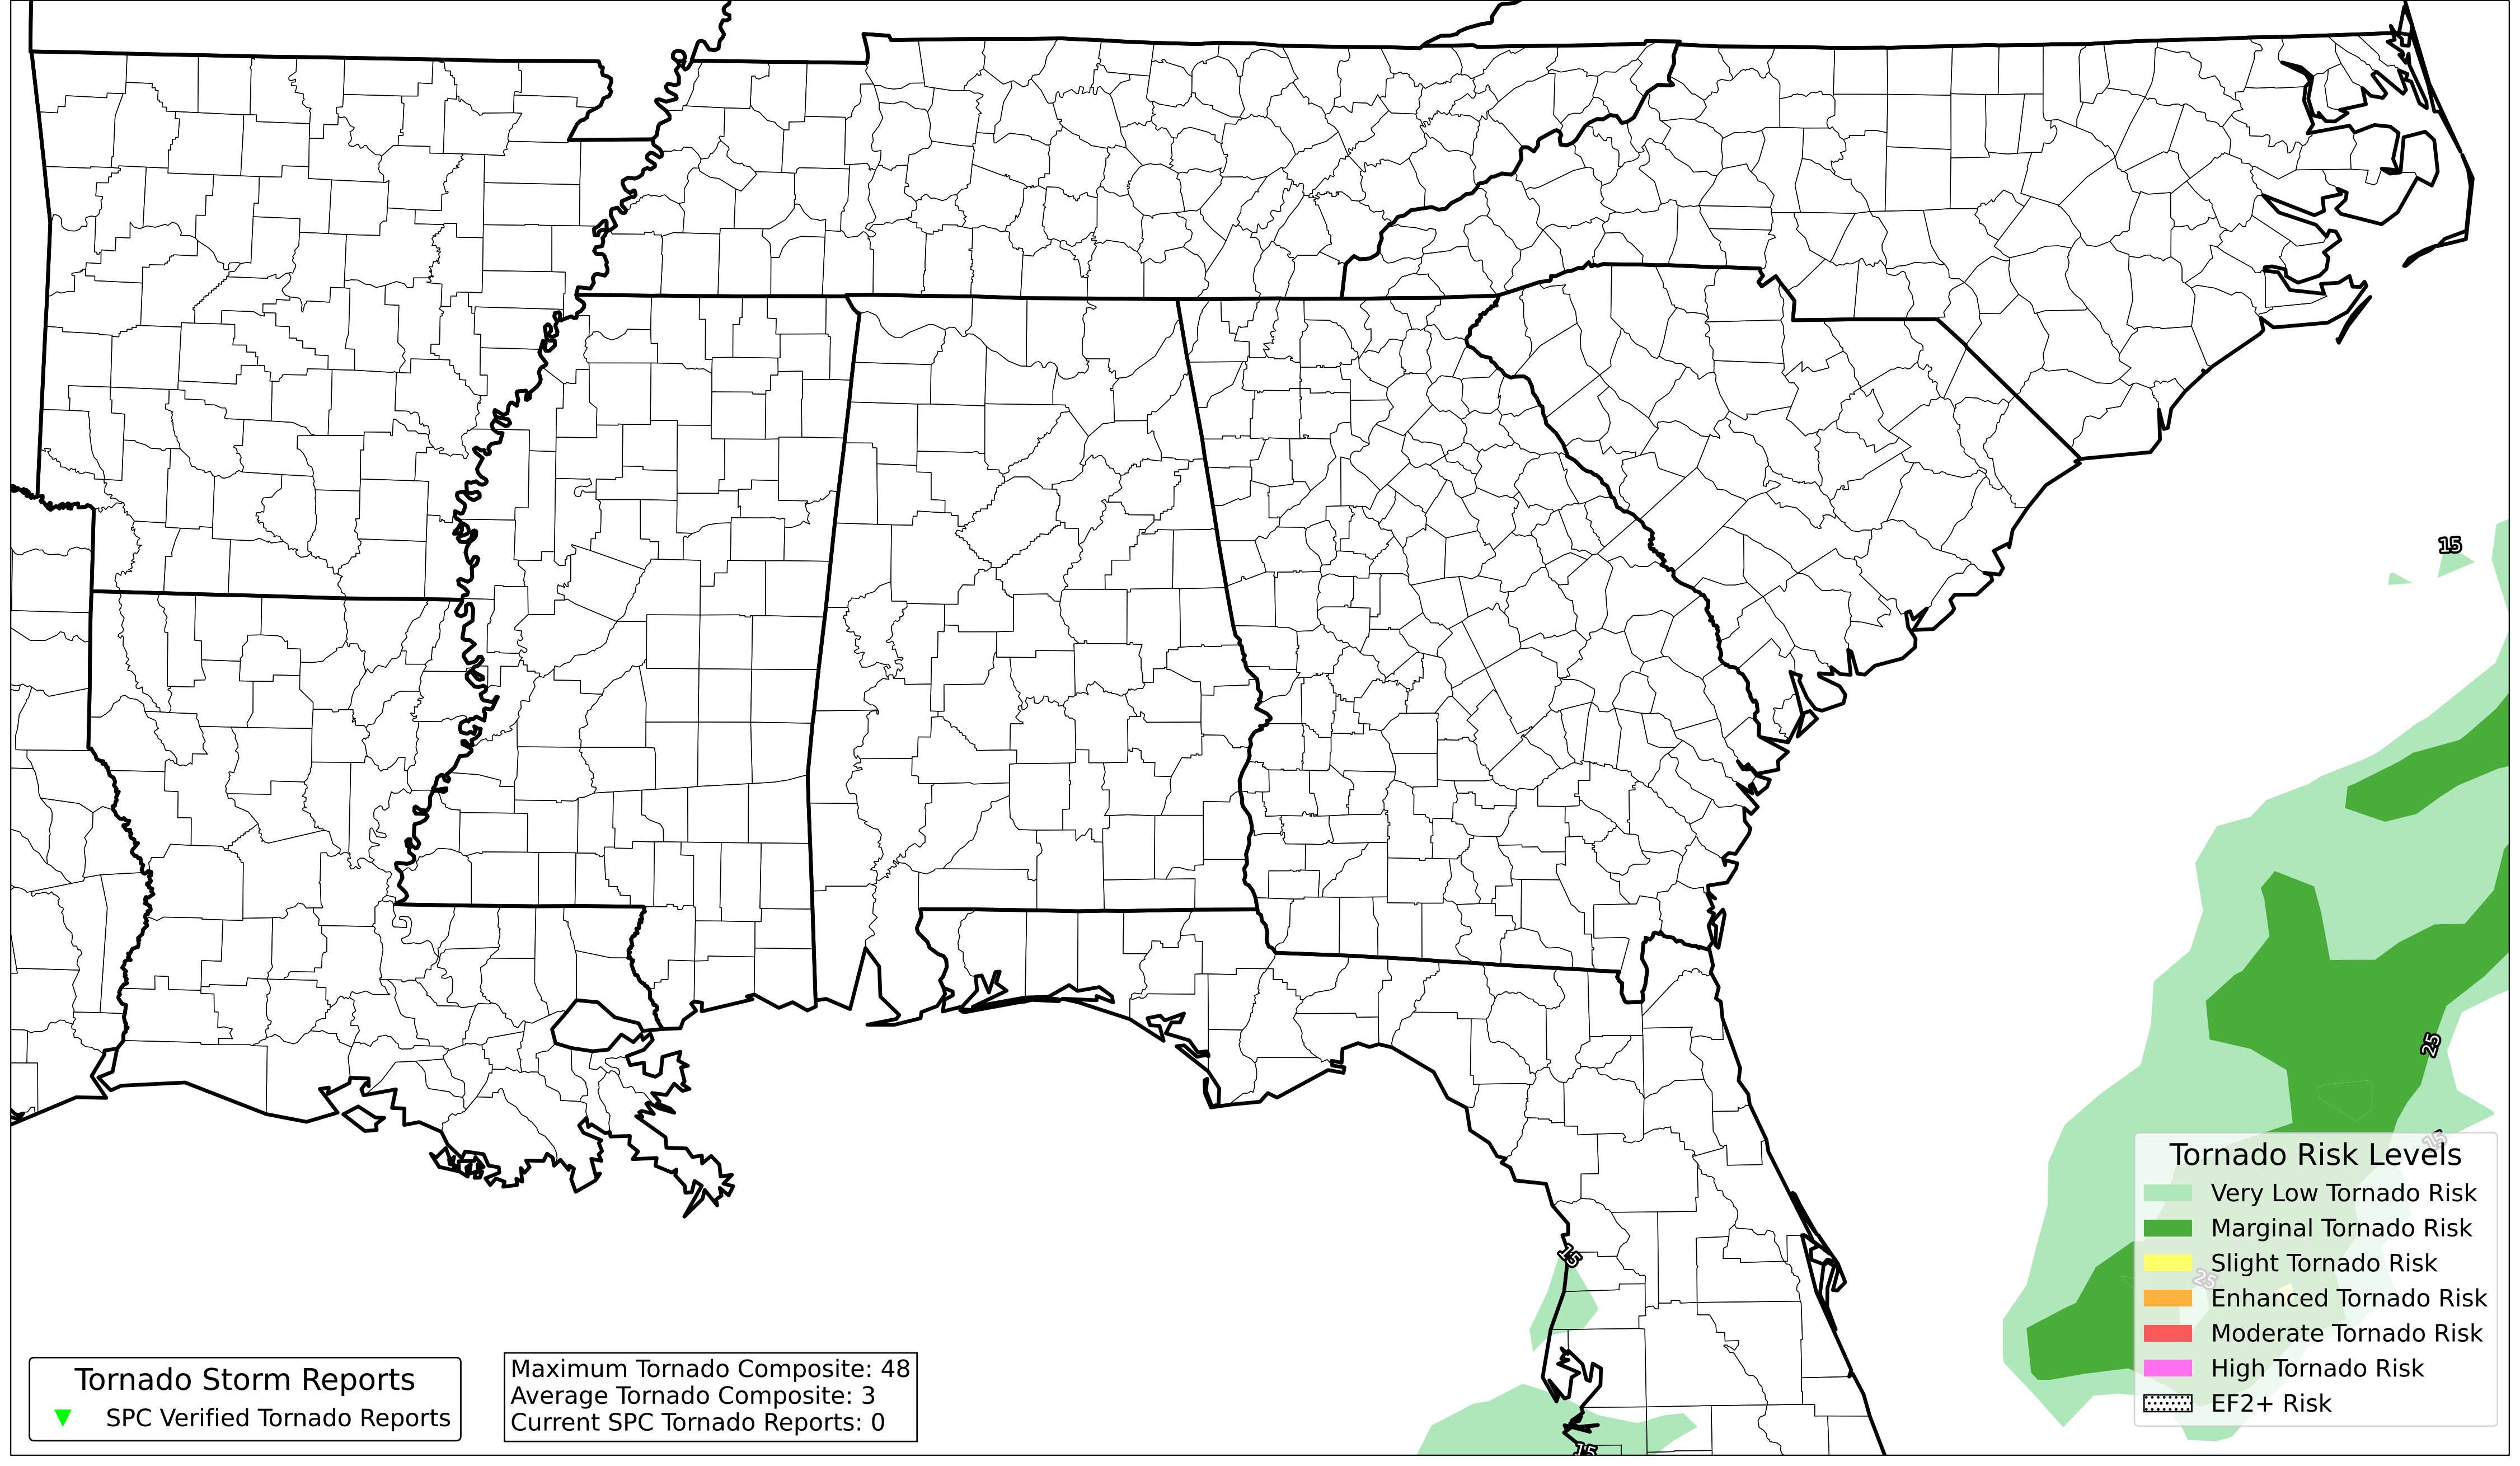 15
25
15
Tornado Risk Levels
Very Low Tornado Risk
Marginal Tornado Risk
Slight Tornado Risk
25
Enhanced Tornado Risk
Moderate Tornado Risk
High Tornado Risk
EF2+ Risk
15
15
Tornado Storm Reports
SPC Verified Tornado Reports
Maximum Tornado Composite: 48
Average Tornado Composite: 3
Current SPC Tornado Reports: 0